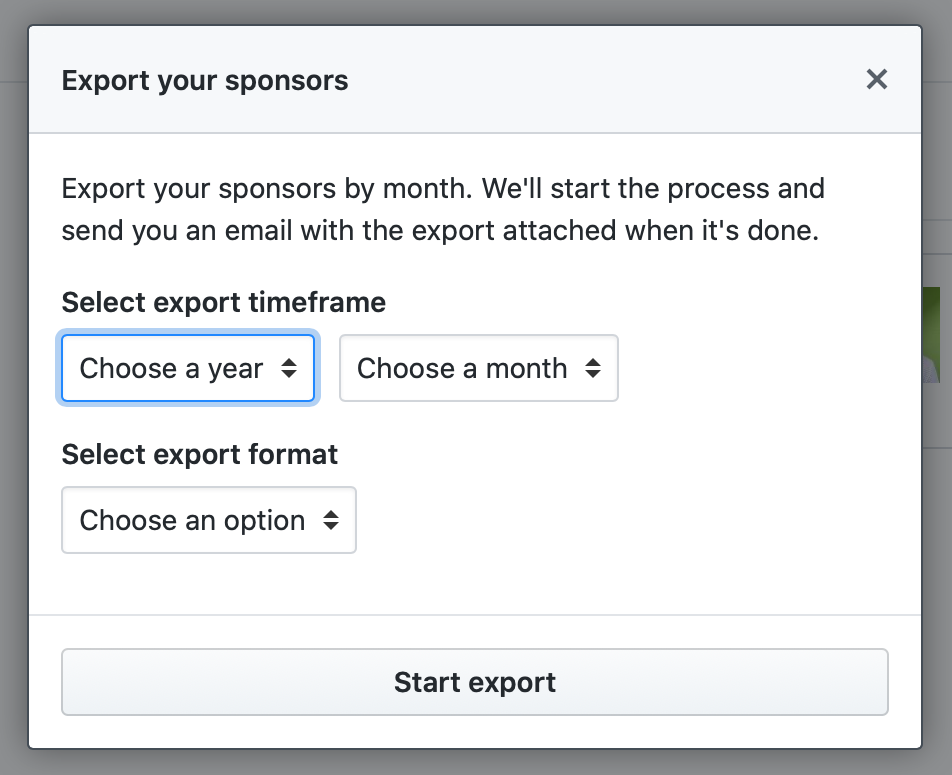 Export your sponsors
Export your sponsors by month. We'll start the process and
send you an email with the export attached when it's done.
Select export timeframe
Choose a year
Choose a month
Select export format
Choose an option
Start export